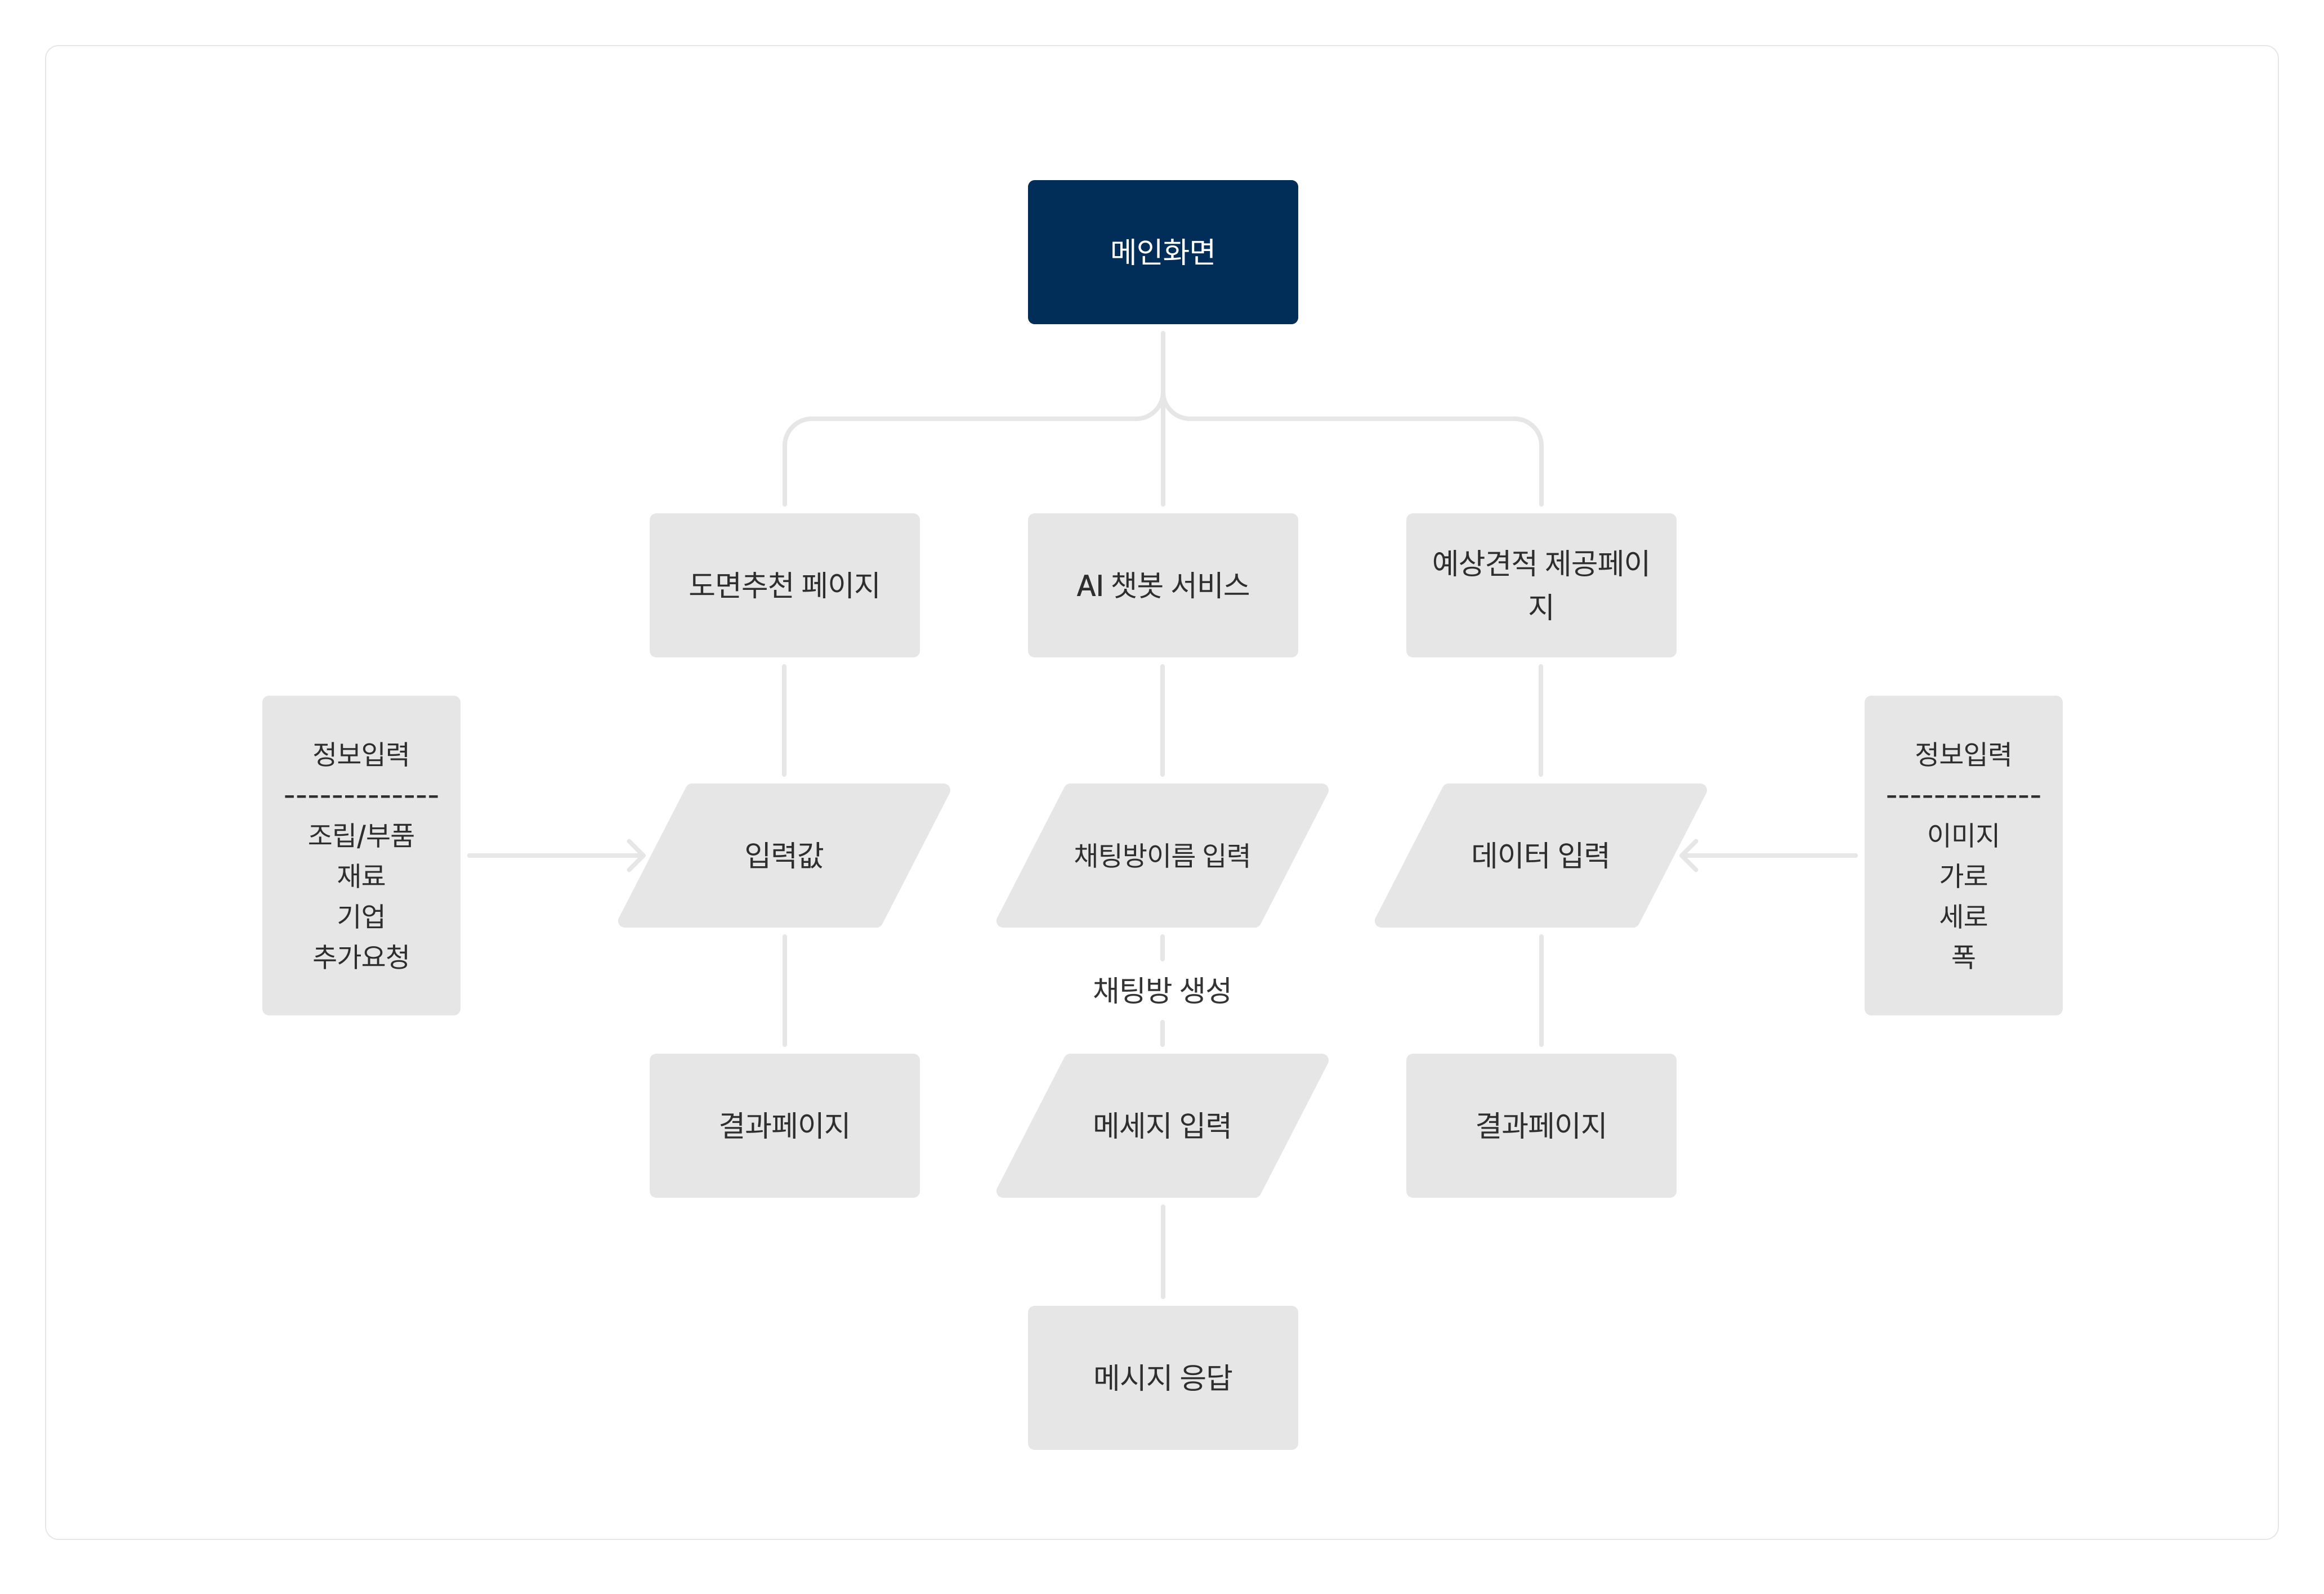 메인화면
도면추천 페이지
AI 챗봇 서비스
예상견적 제공페이
지
정보입력
-------------
조립/부품
재료
기업
추가요청
입력값
채팅방이름 입력
데이터 입력
정보입력
-------------
이미지
가로
세로
폭
채팅방 생성
결과페이지
메세지 입력
결과페이지
메시지 응답